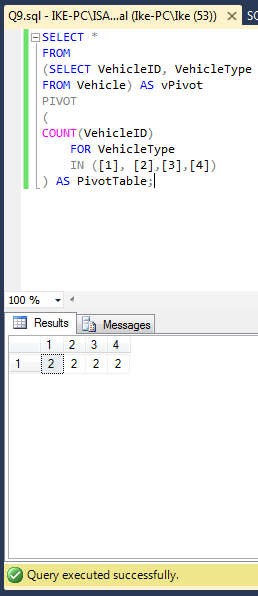 Q9.sql - IKE-PC\ISA...al (Ike-PC\Ike (53))
SELECT *
FROM
(SELECT VehicleID, VehicleType
FROM Vehicle) AS vPivot
PIVOT
(
COUNT(VehicleID)
FOR VehicleType
IN ([1], [2],[3],[4])
) AS PivotTable;
100 %
Results Messages
1 2 3 4
1 2 2 2 2
Query executed successfully.